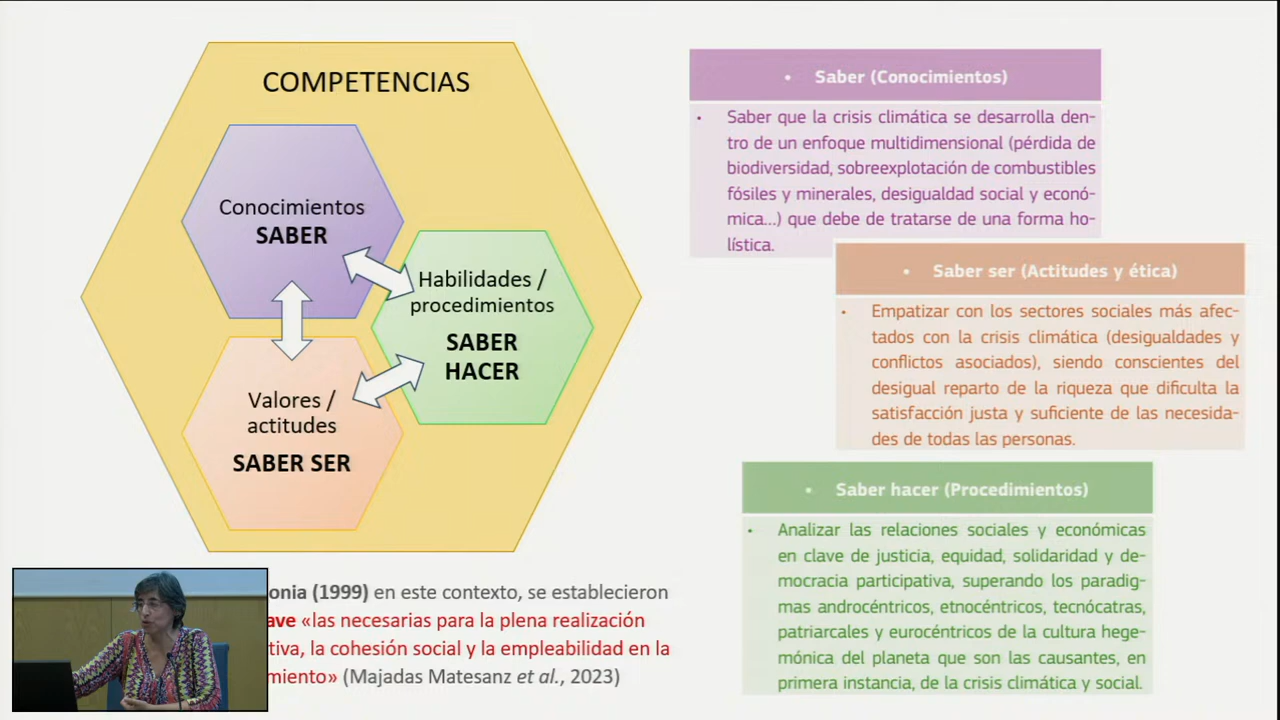 COMPETENCIAS
Conocimientos
SABER
Habilidades /
procedimientos
SABER
HACER
Valores /
actitudes
SABER SER
• Saber (Conocimientos)
• Saber que la crisis climática se desarrolla den-
tro de un enfoque multidimensional (pérdida de
biodiversidad, sobreexplotación de combustibles
fósiles y minerales, desigualdad social y econó-
mica...) que debe de tratarse de una forma ho-
lística.
• Saber ser (Actitudes y ética)
• Empatizar con los sectores sociales más afec-
tados con la crisis climática (desigualdades y
conflictos asociados), siendo conscientes del
desigual reparto de la riqueza que dificulta la
satisfacción justa y suficiente de las necesida-
des de todas las personas.
• Saber hacer (Procedimientos)
• Analizar las relaciones sociales y económicas
en clave de justicia, equidad, solidaridad y de-
mocracia participativa, superando los paradig-
mas androcéntricos, etnocéntricos, tecnócatras,
patriarcales y eurocéntricos de la cultura hege-
mónica del planeta que son las causantes, en
primera instancia, de la crisis climática y social.
onia (1999) en este contexto, se establecieron
ave «las necesarias para la plena realización
tiva, la cohesión social y la empleabilidad en la
miento» (Majadas Matesanz et al., 2023)